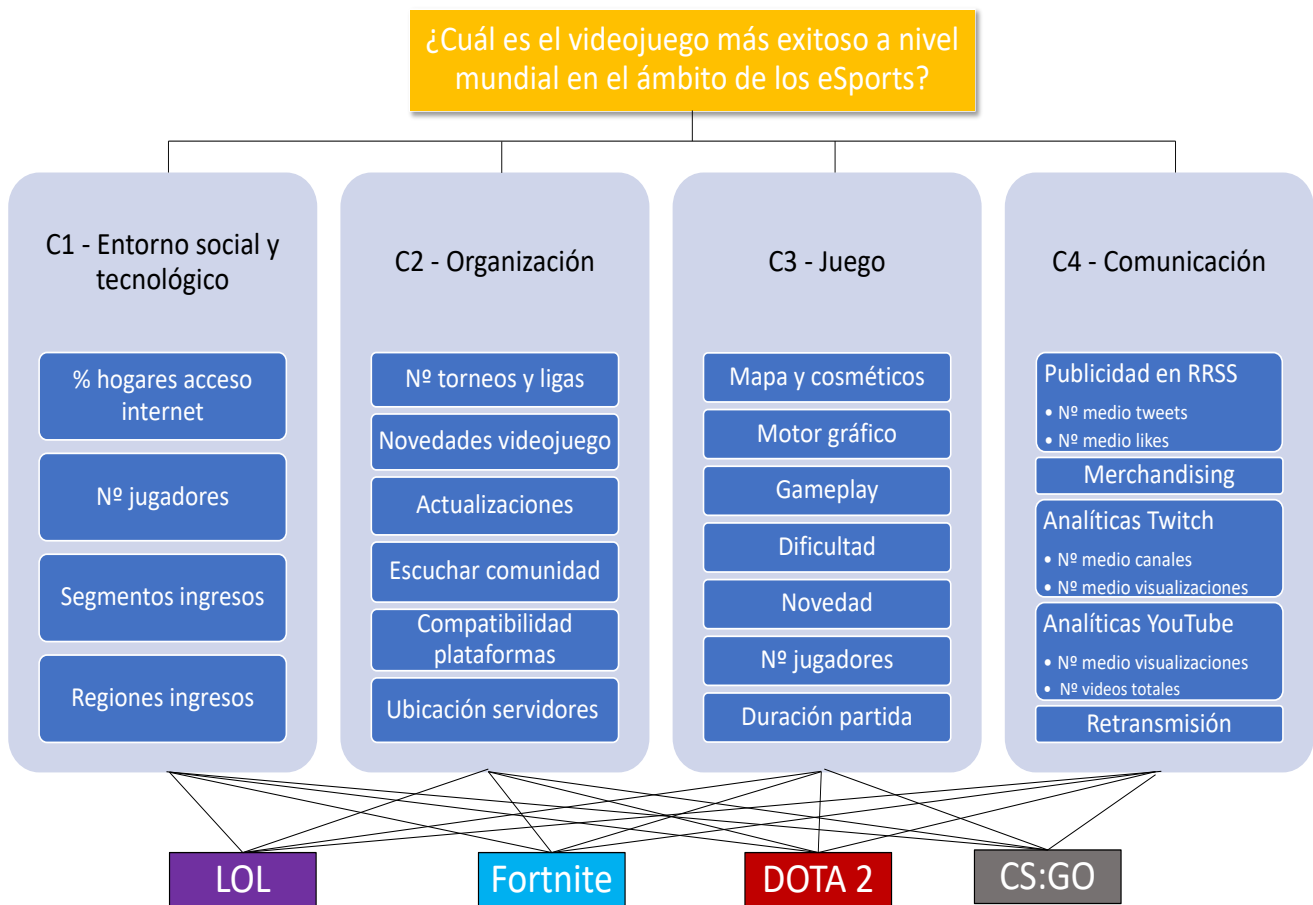 ¿Cuál es el videojuego más exitoso a nivel
mundial en el ámbito de los eSports?
C1 - Entorno social y
tecnológico
% hogares acceso
internet
Nº jugadores
Segmentos ingresos
Regiones ingresos
C2 - Organización
Nº torneos y ligas
Novedades videojuego
Actualizaciones
Escuchar comunidad
Compatibilidad
plataformas
Ubicación servidores
C3 - Juego
Mapa y cosméticos
Motor gráfico
Gameplay
Dificultad
Novedad
Nº jugadores
Duración partida
C4 - Comunicación
Publicidad en RRSS
• Nº medio tweets
• Nº medio likes
Merchandising
Analíticas Twitch
• Nº medio canales
• Nº medio visualizaciones
Analíticas YouTube
• Nº medio visualizaciones
• Nº videos totales
Retransmisión
LOL
Fortnite
DOTA 2
CS:GO